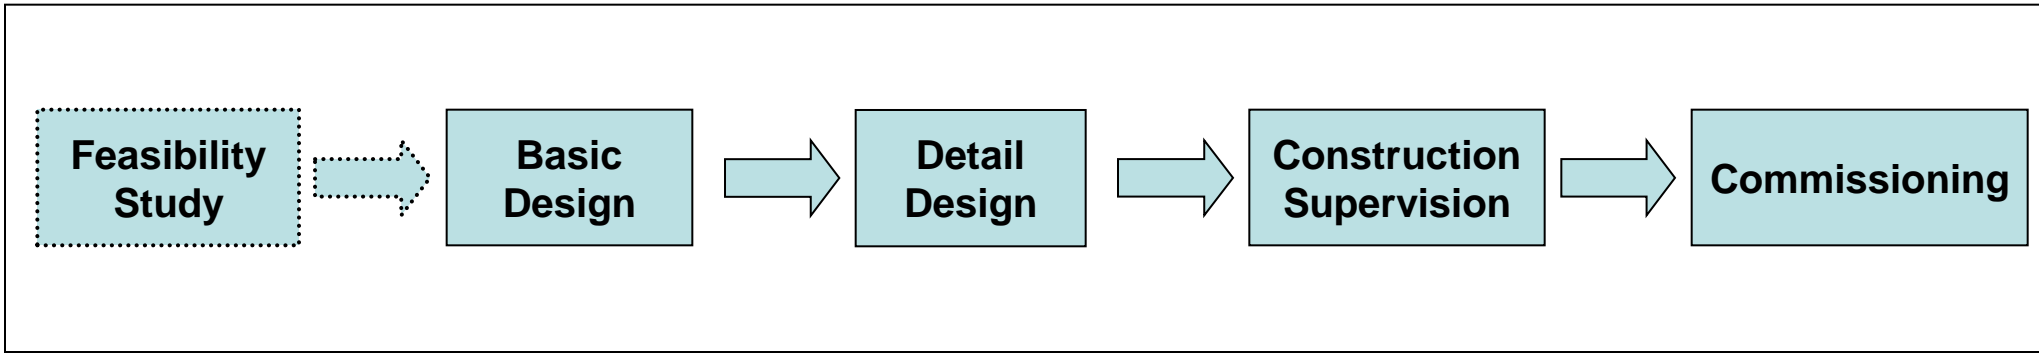 Feasibility
Study
Basic
Design
Detail
Design
Construction
Supervision
Commissioning